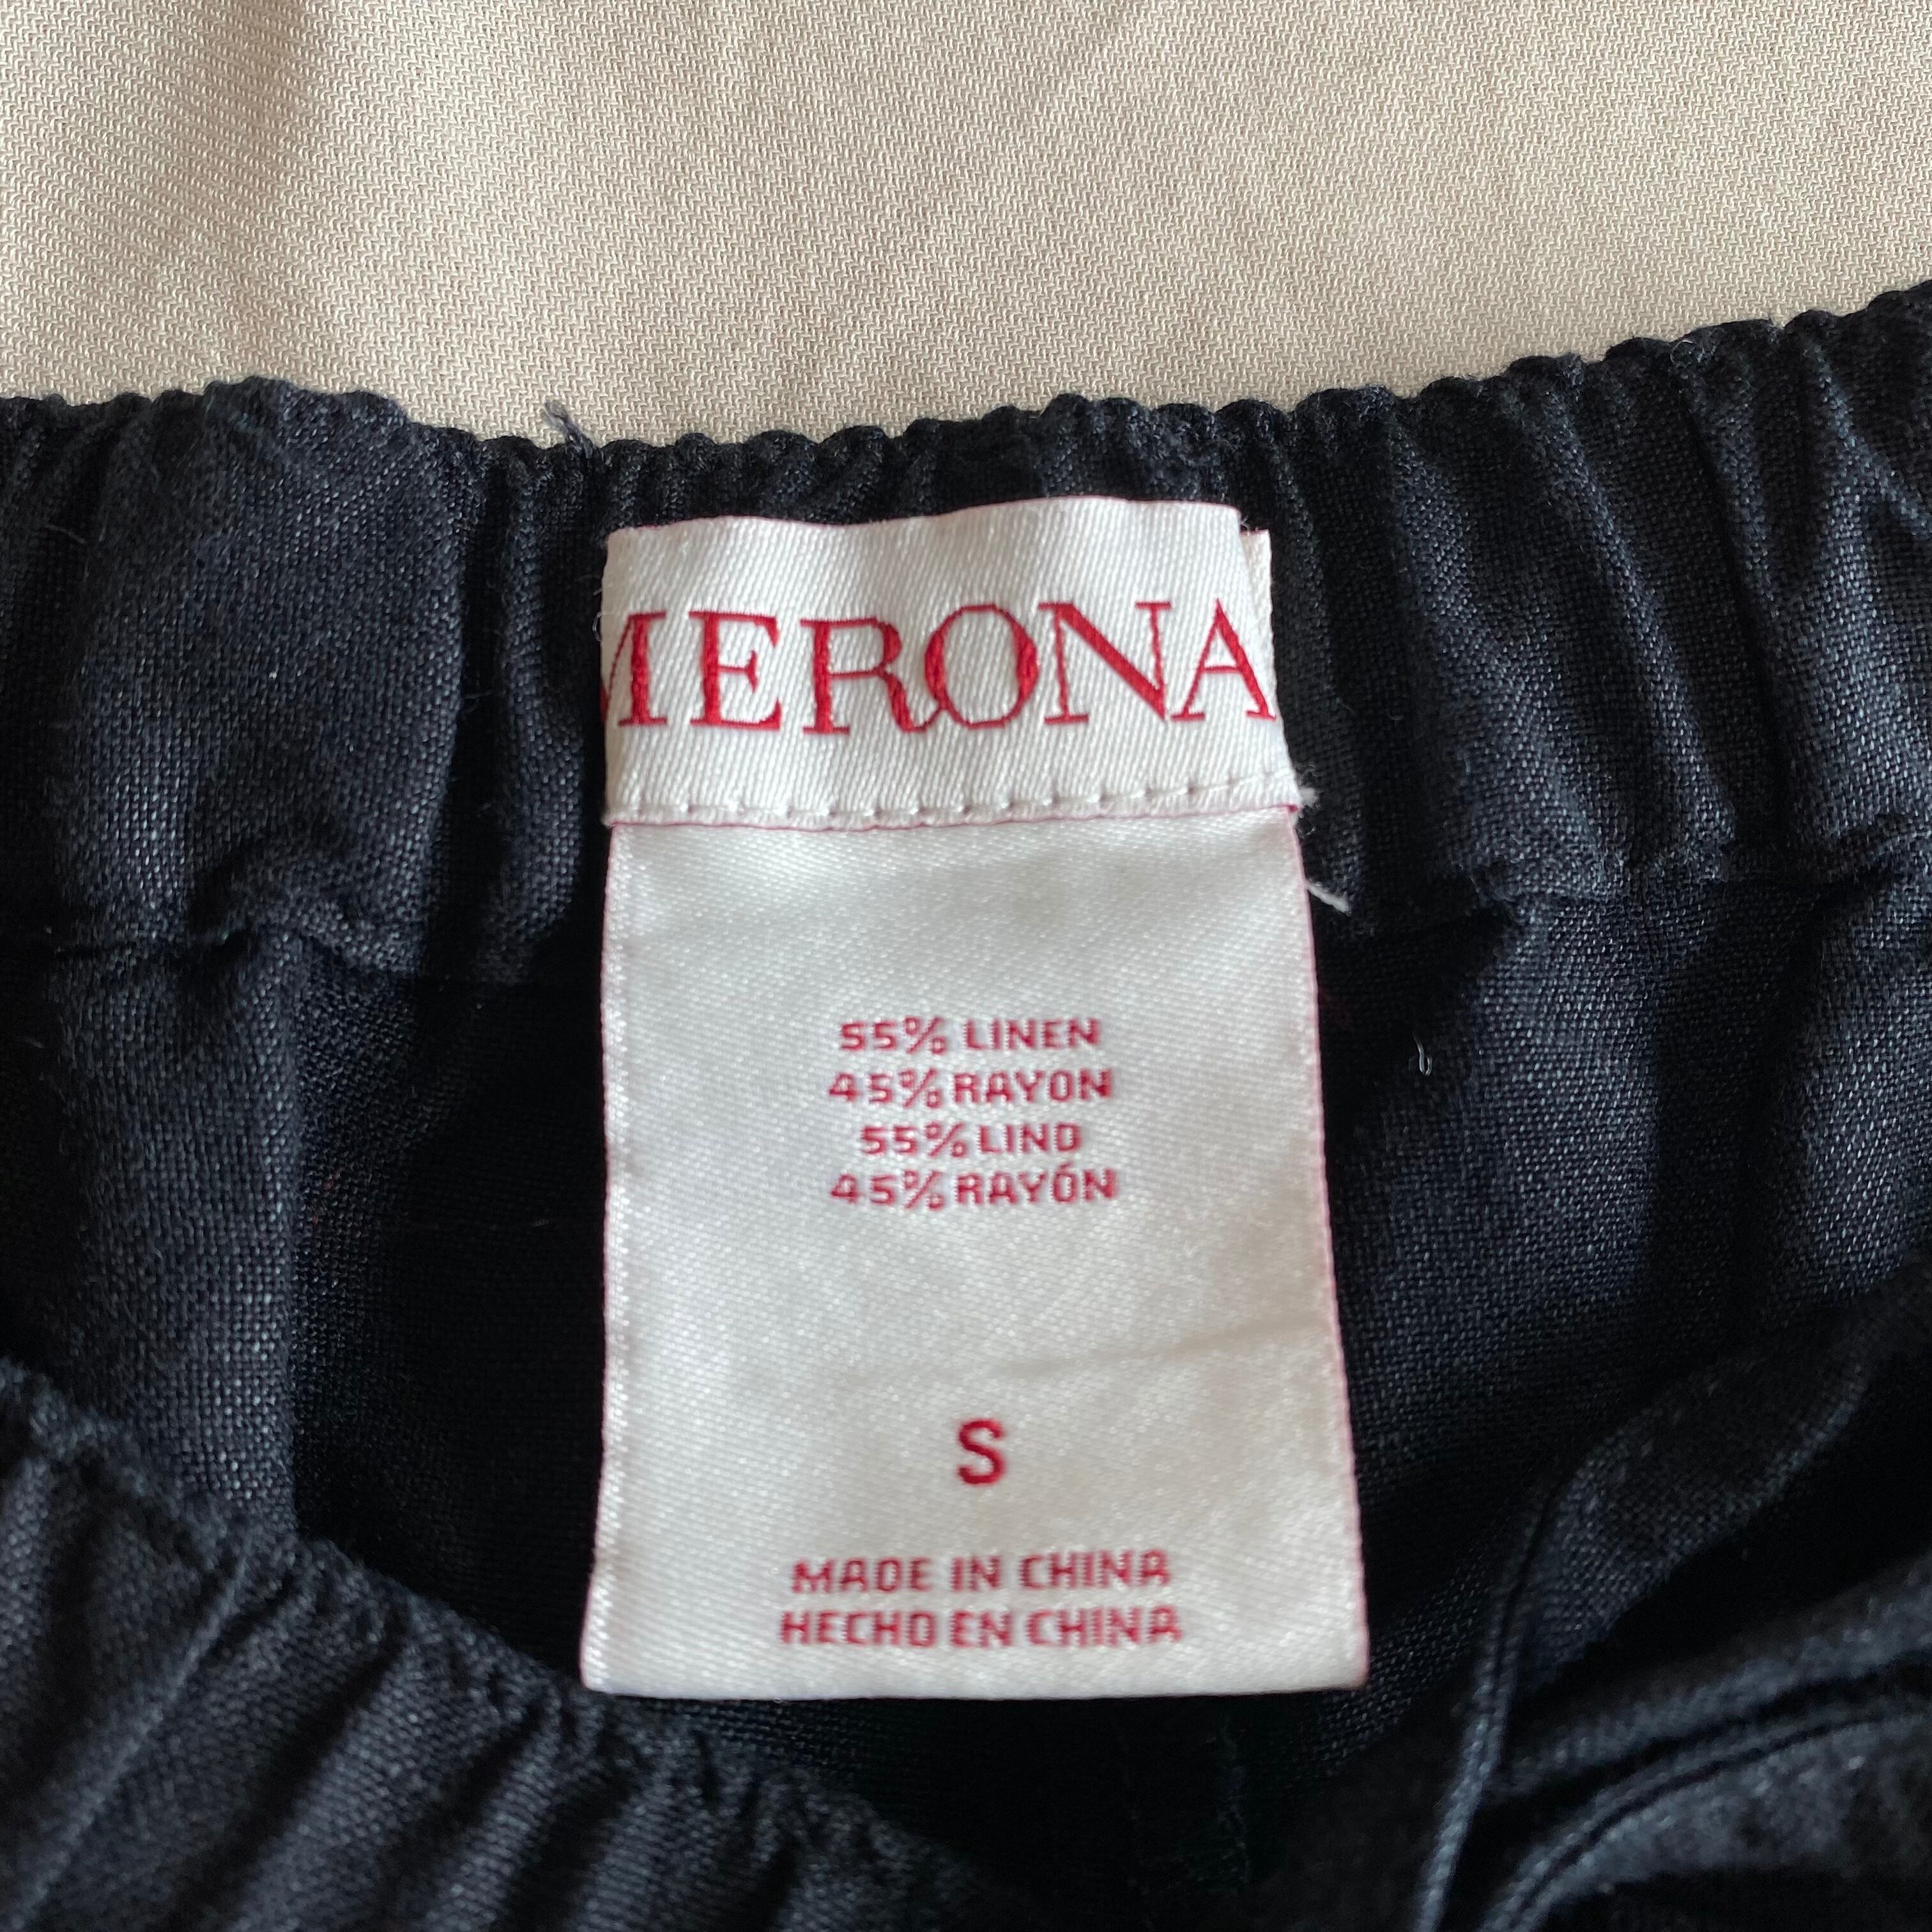 MERONA
55% LINEN
45% RAYON
55% LINO
45% RAYÓN
S
MADE IN CHINA
HECHO EN CHINA